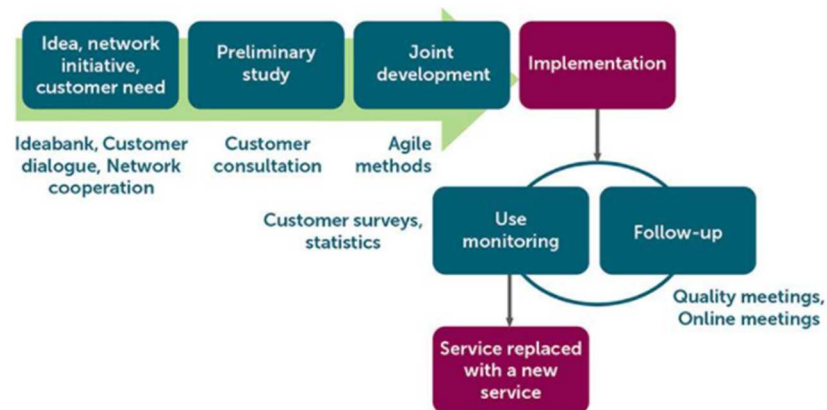 Idea, network
initiative,
customer need
Preliminary
study
Joint
development
Implementation
Ideabank, Customer
dialogue, Network
cooperation
Customer
consultation
Agile
methods
Customer surveys,
statistics
Use
monitoring
Follow-up
Quality meetings,
Online meetings
Service replaced
with a new
service